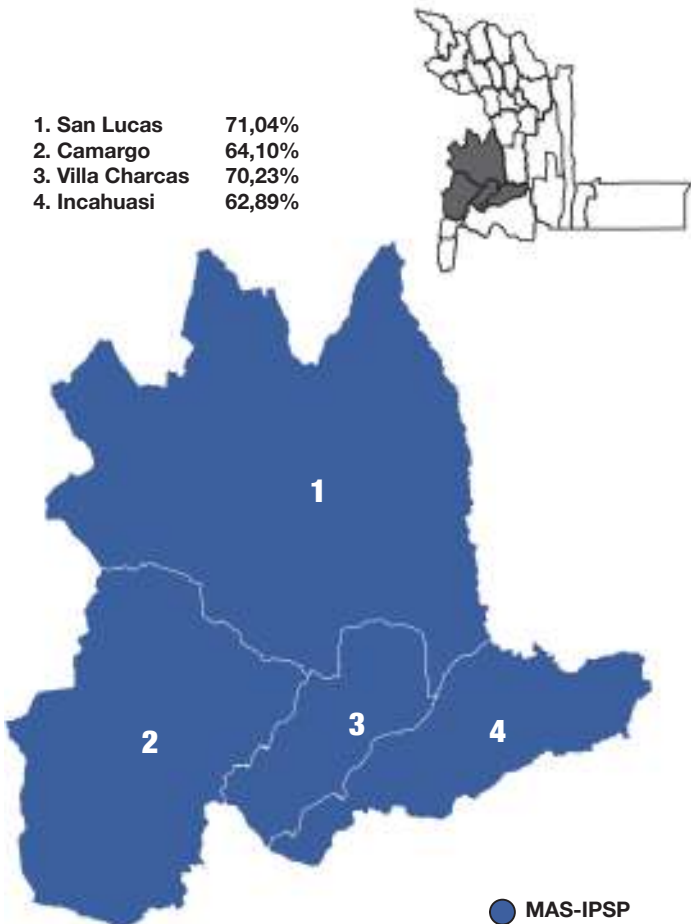 1. San Lucas 71,04%
2. Camargo 64,10%
3. Villa Charcas 70,23%
4. Incahuasi 62,89%
1
2
3
4
MAS-IPSP